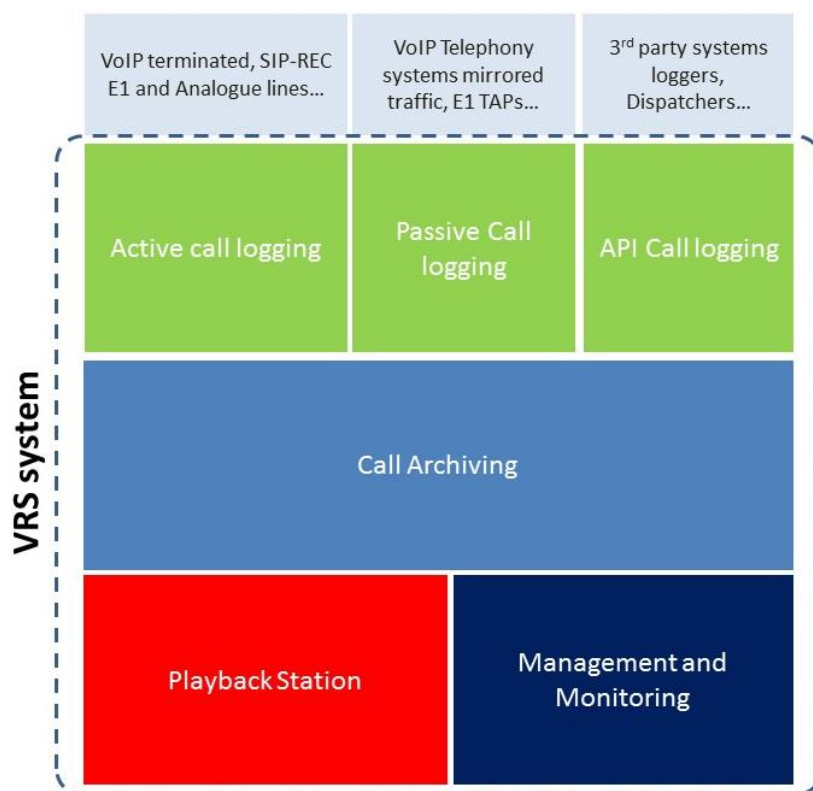 VoIP terminated, SIP-REC
E1 and Analogue lines…
VoIP Telephony
systems mirrored
traffic, E1 TAPs…
3rd party systems
loggers,
Dispatchers…
Active call logging
Passive Call
logging
API Call logging
VRS system
Call Archiving
Playback Station
Management and
Monitoring